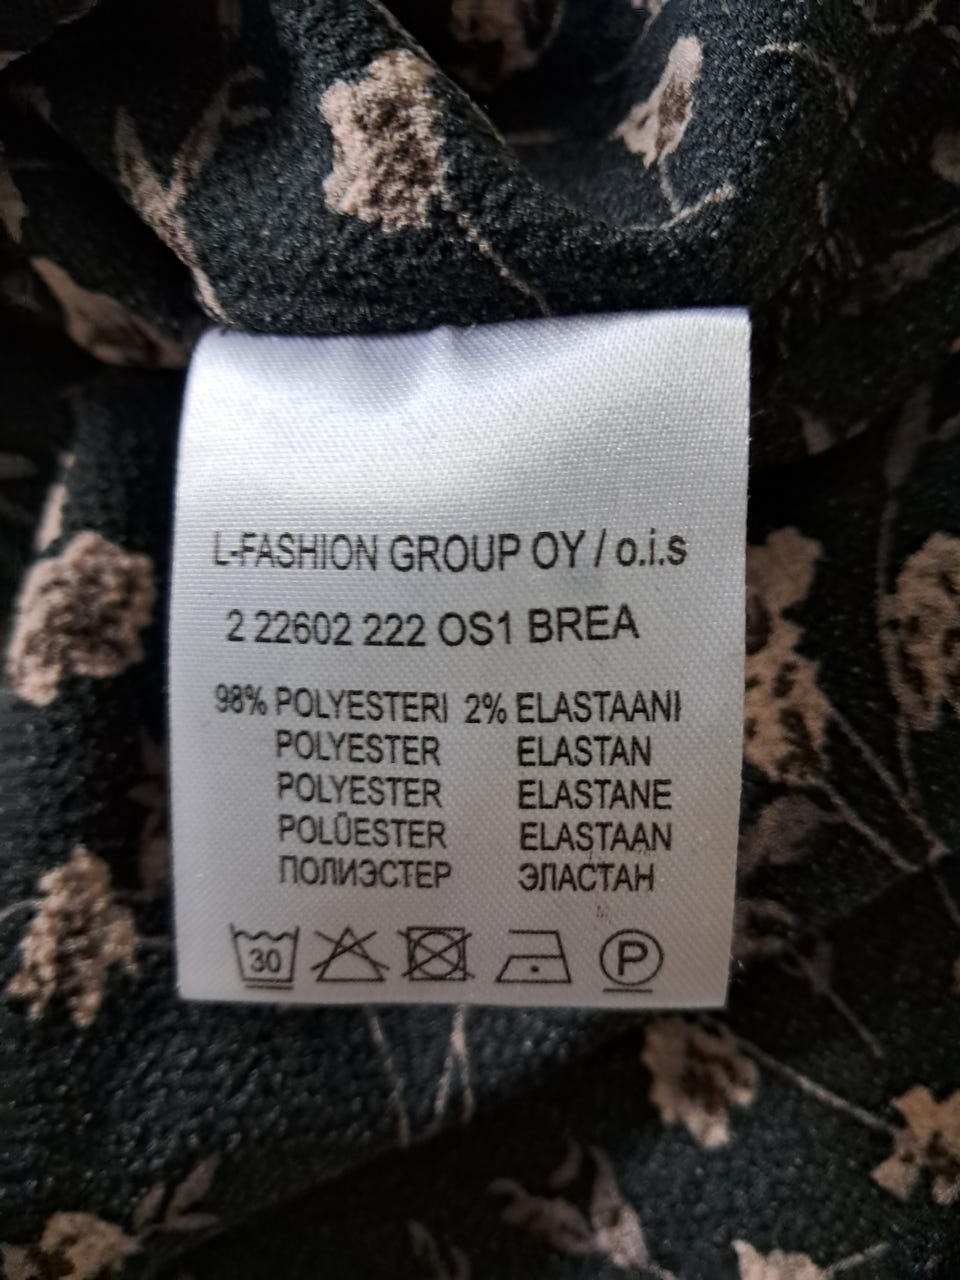 L-FASHION GROUP OY / o.i.s
2 22602 222 OS1 BREA
98% POLYESTERI 2% ELASTAANI
POLYESTER ELASTAN
POLYESTER ELASTANE
POLÜESTER ELASTAAN
ПОЛИЭСТЕР ЭЛАСТАН
30 P